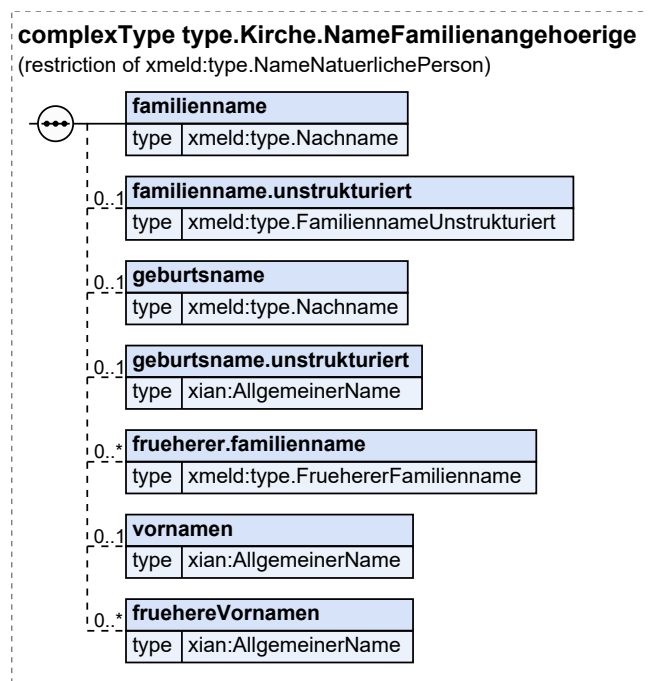 complexType type.Kirche.NameFamilienangehoerige
(restriction of xmeld:type.NameNatuerlichePerson)
familienname
type xmeld:type.Nachname
0..1 familienname.unstrukturiert
type xmeld:type.FamiliennameUnstrukturiert
0..1 geburtsname
type xmeld:type.Nachname
0..1 geburtsname.unstrukturiert
type xian:AllgemeinerName
0..* frueherer.familienname
type xmeld:type.FruehererFamilienname
0..1 vornamen
type xian:AllgemeinerName
0..* fruehereVornamen
type xian:AllgemeinerName